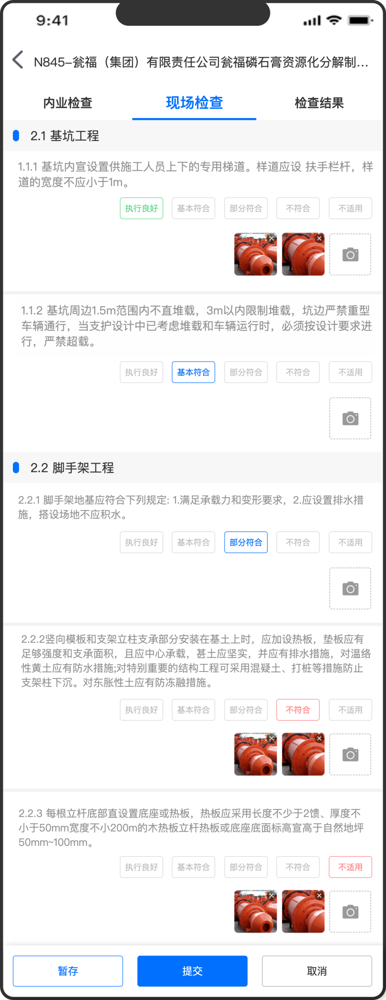 9:41
N845-瓮福（集团）有限责任公司瓮福磷石膏资源化分解制...
内业检查 现场检查 检查结果
2.1 基坑工程
1.1.1 基坑内宣设置供施工人员上下的专用梯道。样道应设 扶手栏杆，样
道的宽度不应小于1m。
执行良好 基本符合 部分符合 不符合 不适用
1.1.2 基坑周边1.5m范围内不直堆载，3m以内限制堆载，坑边严禁重型
车辆通行，当支护设计中已考虑堆载和车辆运行时，必须按设计要求进
行，严禁超载。
执行良好 基本符合 部分符合 不符合 不适用
2.2 脚手架工程
2.2.1 脚手架地基应符合下列规定: 1.满足承载力和变形要求，2.应设置排水措
施，搭设场地不应积水。
执行良好 基本符合 部分符合 不符合 不适用
2.2.2竖向模板和支架立柱支承部分安装在基土上时，应加设热板，垫板应有
足够强度和支承面积，且应中心承载，甚土应坚实，并应有排水措施，对温络
性黄土应有防水措施;对特别重要的结构工程可采用混疑土、打桩等措施防止
支架柱下沉。对东胀性土应有防冻融措施。
执行良好 基本符合 部分符合 不符合 不适用
2.2.3 每根立杆底部直设置底座或热板，热板应采用长度不少于2馈、厚度不
小于50mm宽度不小200m的木热板立杆热板或底座底面标高宣高于自然地坪
50mm~100mm。
执行良好 基本符合 部分符合 不符合 不适用
暂存 提交 取消